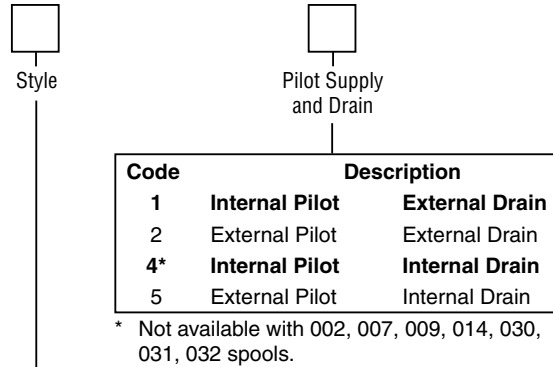 Style
Pilot Supply
and Drain
Code Description
1 Internal Pilot External Drain
2 External Pilot External Drain
4* Internal Pilot Internal Drain
5 External Pilot Internal Drain
* Not available with 002, 007, 009, 014, 030,
031, 032 spools.